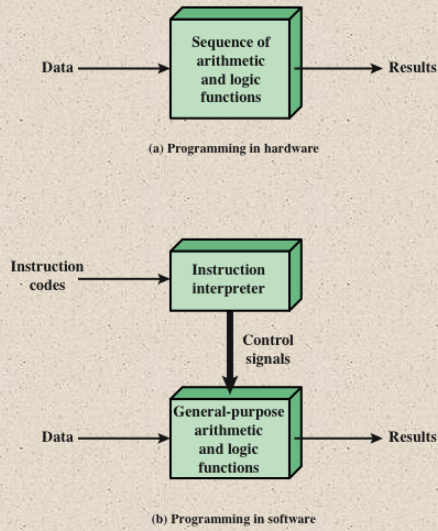 Data
Sequence of
arithmetic
and logic
functions
Results
(a) Programming in hardware
Instruction
codes
Instruction
interpreter
Control
signals
Data
General-purpose
arithmetic
and logic
functions
Results
(b) Programming in software